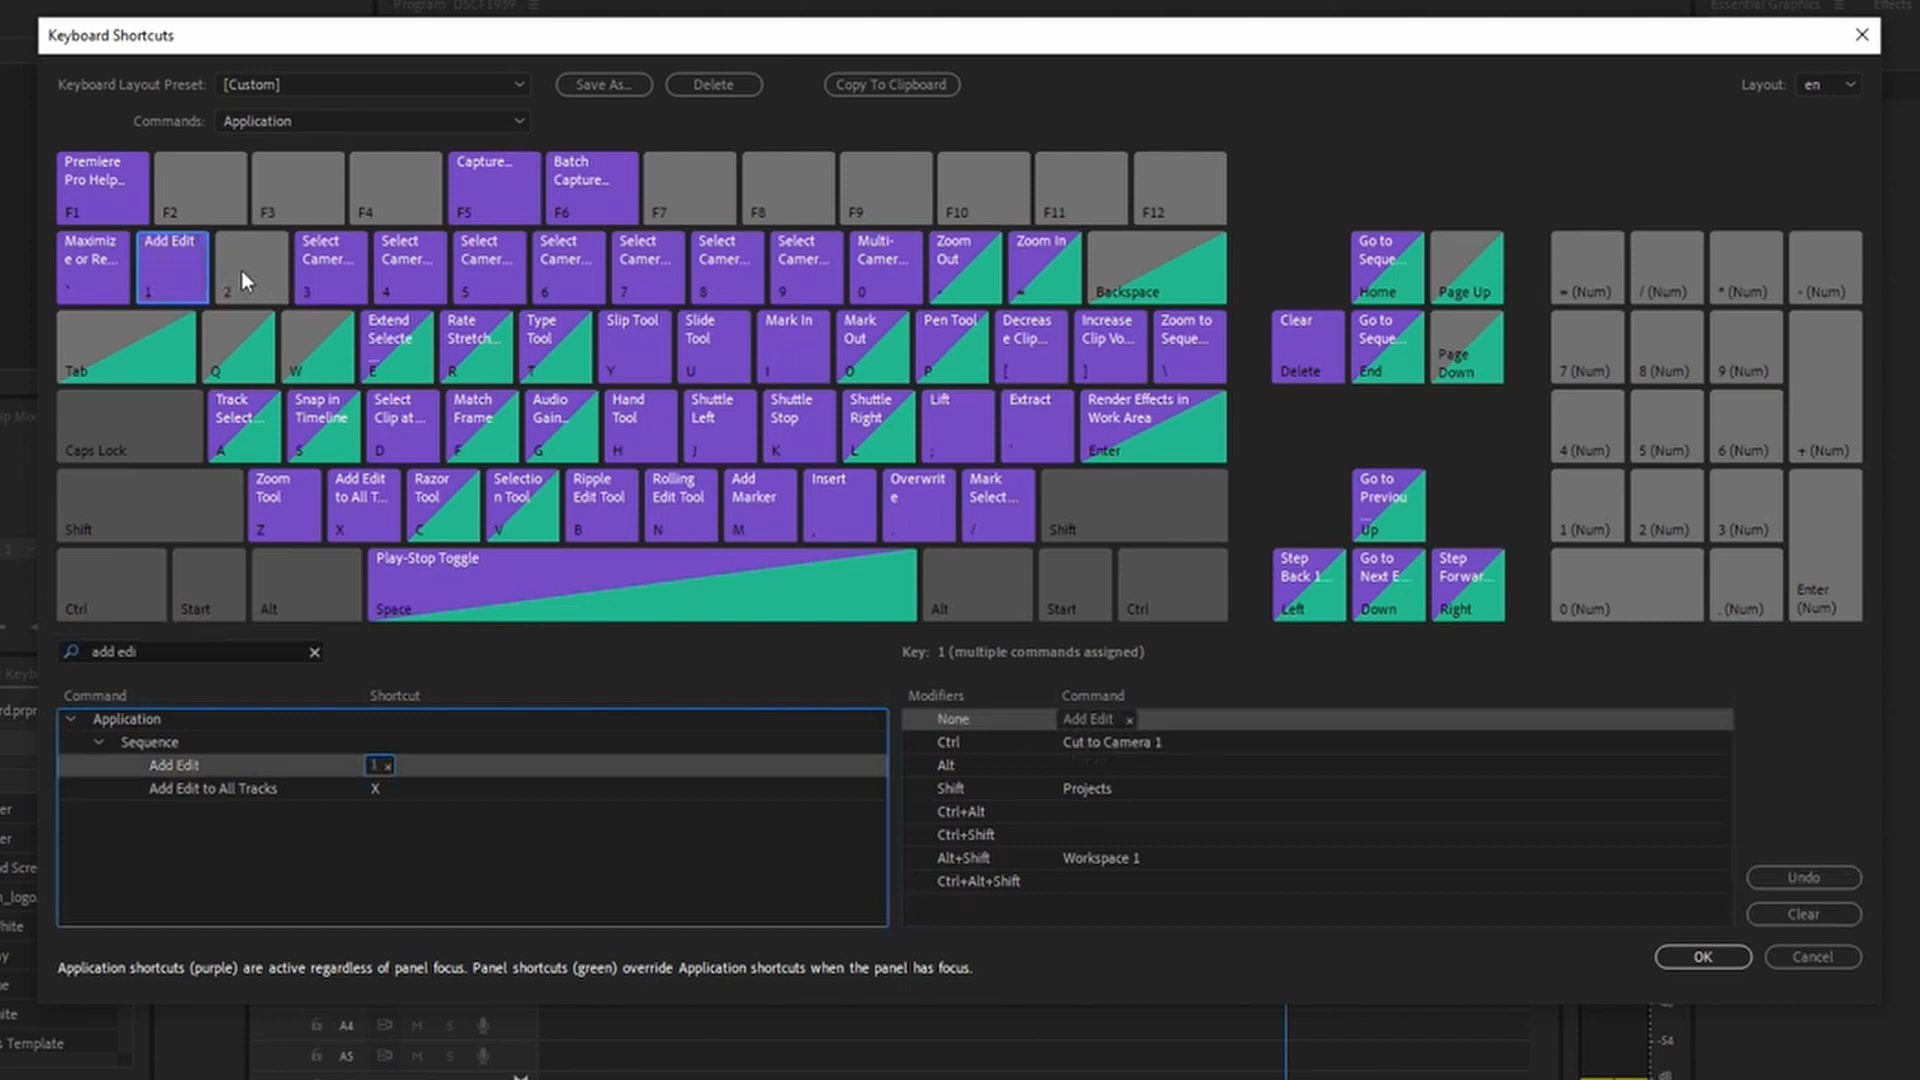 Program DSCF1939
Essential Graphics
Effects
Keyboard Shortcuts
Keyboard Layout Preset: [Custom] Save As... Delete Copy To Clipboard Layout: en
Commands: Application
Premiere Pro Help... F1
F2
F3
F4
Capture... F5
Batch Capture... F6
F7
F8
F9
F10
F11
F12
Maximiz e or Re... `
Add Edit 1
2
Select Camer... 3
Select Camer... 4
Select Camer... 5
Select Camer... 6
Select Camer... 7
Select Camer... 8
Select Camer... 9
Multi- Camer... 0
Zoom Out -
Zoom In =
Backspace
Go to Seque... Home
Page Up
= (Num)
/ (Num)
* (Num)
- (Num)
Tab
Q
W
Extend Selecte ... E
Rate Stretch... R
Type Tool T
Slip Tool Y
Slide Tool U
Mark In I
Mark Out O
Pen Tool P
Decreas e Clip... [
Increase Clip Vo... ]
Zoom to Seque... \
Clear Delete
Go to Seque... End
Page Down
7 (Num)
8 (Num)
9 (Num)
+ (Num)
Caps Lock
Track Select... A
Snap in Timeline S
Select Clip at... D
Match Frame F
Audio Gain... G
Hand Tool H
Shuttle Left J
Shuttle Stop K
Shuttle Right L
Lift ;
Extract '
Render Effects in Work Area Enter
4 (Num)
5 (Num)
6 (Num)
Shift
Zoom Tool Z
Add Edit to All T... X
Razor Tool C
Selectio n Tool V
Ripple Edit Tool B
Rolling Edit Tool N
Add Marker M
Insert ,
Overwrit e .
Mark Select... /
Shift
Go to Previou ... Up
1 (Num)
2 (Num)
3 (Num)
Enter (Num)
Ctrl
Start
Alt
Play-Stop Toggle Space
Alt
Start
Ctrl
Step Back 1... Left
Go to Next E... Down
Step Forwar... Right
0 (Num)
. (Num)
add edi
Key: 1 (multiple commands assigned)
Command Shortcut
Application
Sequence
Add Edit 1
Add Edit to All Tracks X
Modifiers Command
None Add Edit
Ctrl Cut to Camera 1
Alt
Shift Projects
Ctrl+Alt
Ctrl+Shift
Alt+Shift Workspace 1
Ctrl+Alt+Shift
Undo
Clear
OK Cancel
Application shortcuts (purple) are active regardless of panel focus. Panel shortcuts (green) override Application shortcuts when the panel has focus.
A4 M S
A5 M S
-54
dB
s Template